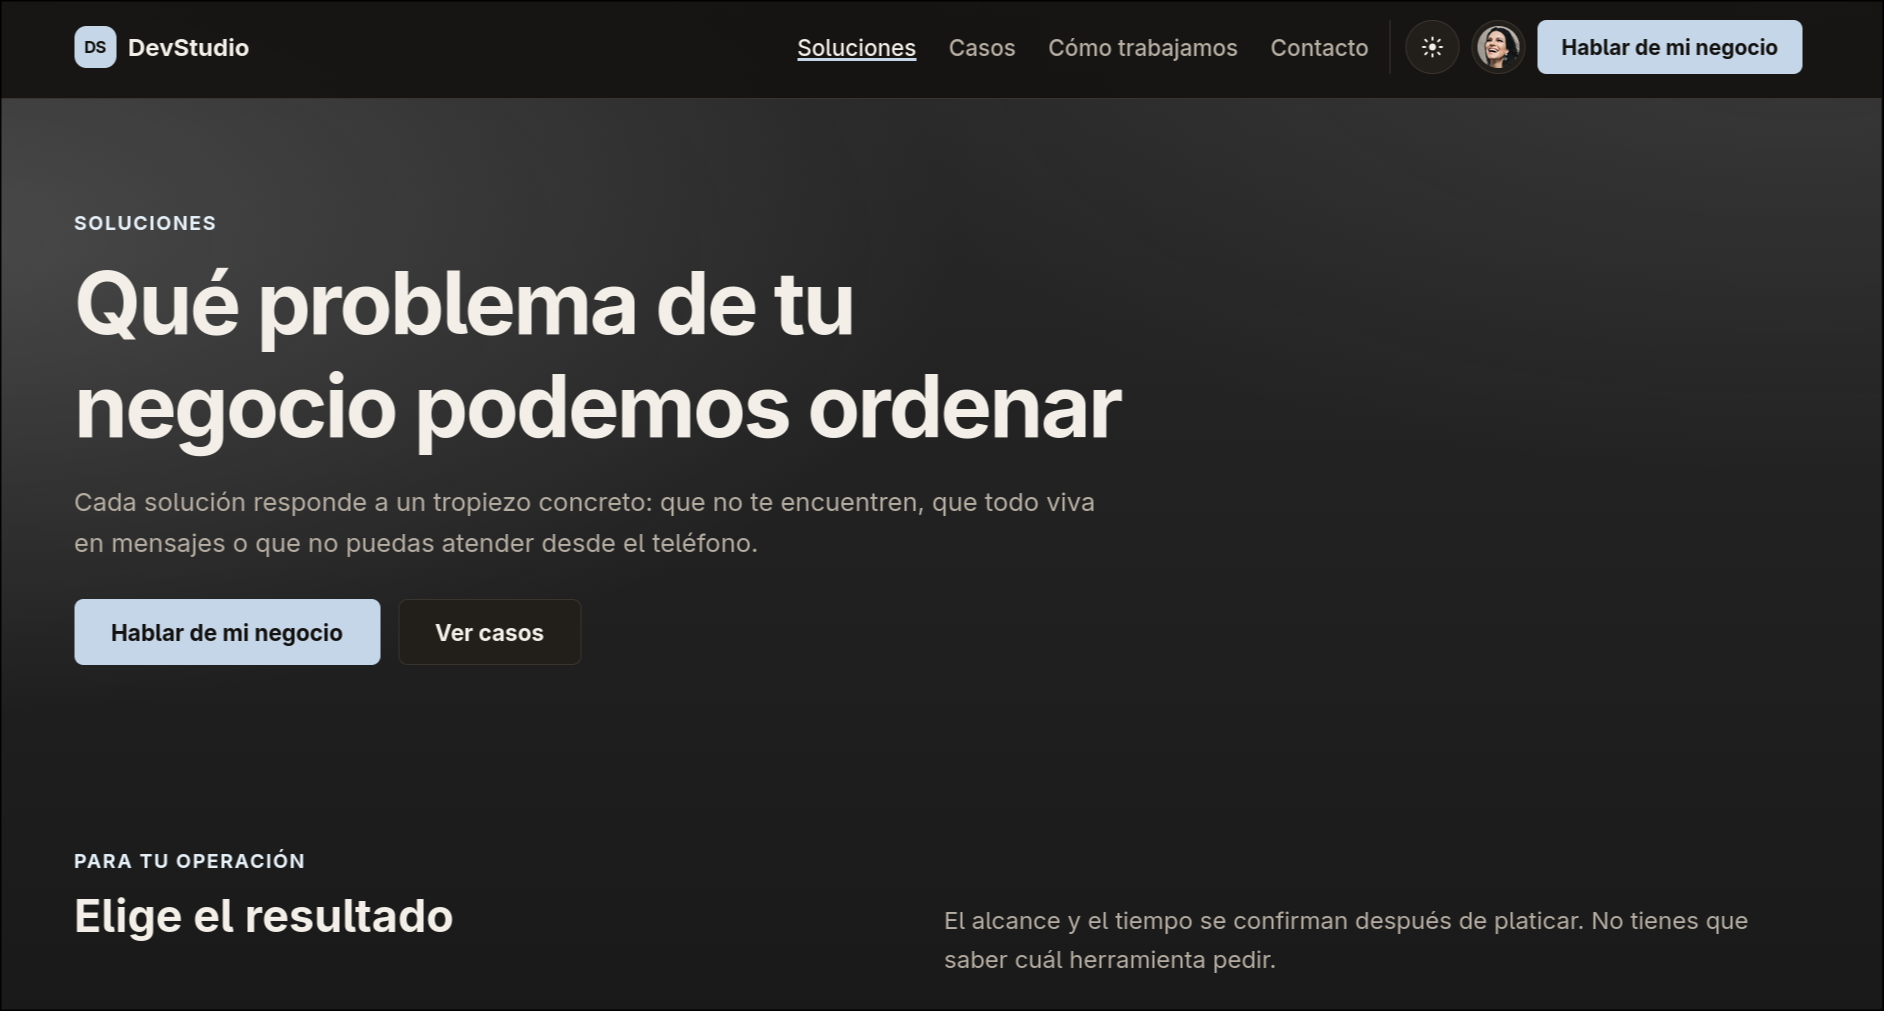 DS DevStudio
Soluciones Casos Cómo trabajamos Contacto Hablar de mi negocio
SOLUCIONES
Qué problema de tu
negocio podemos ordenar
Cada solución responde a un tropiezo concreto: que no te encuentren, que todo viva
en mensajes o que no puedas atender desde el teléfono.
Hablar de mi negocio Ver casos
PARA TU OPERACIÓN
Elige el resultado
El alcance y el tiempo se confirman después de platicar. No tienes que
saber cuál herramienta pedir.